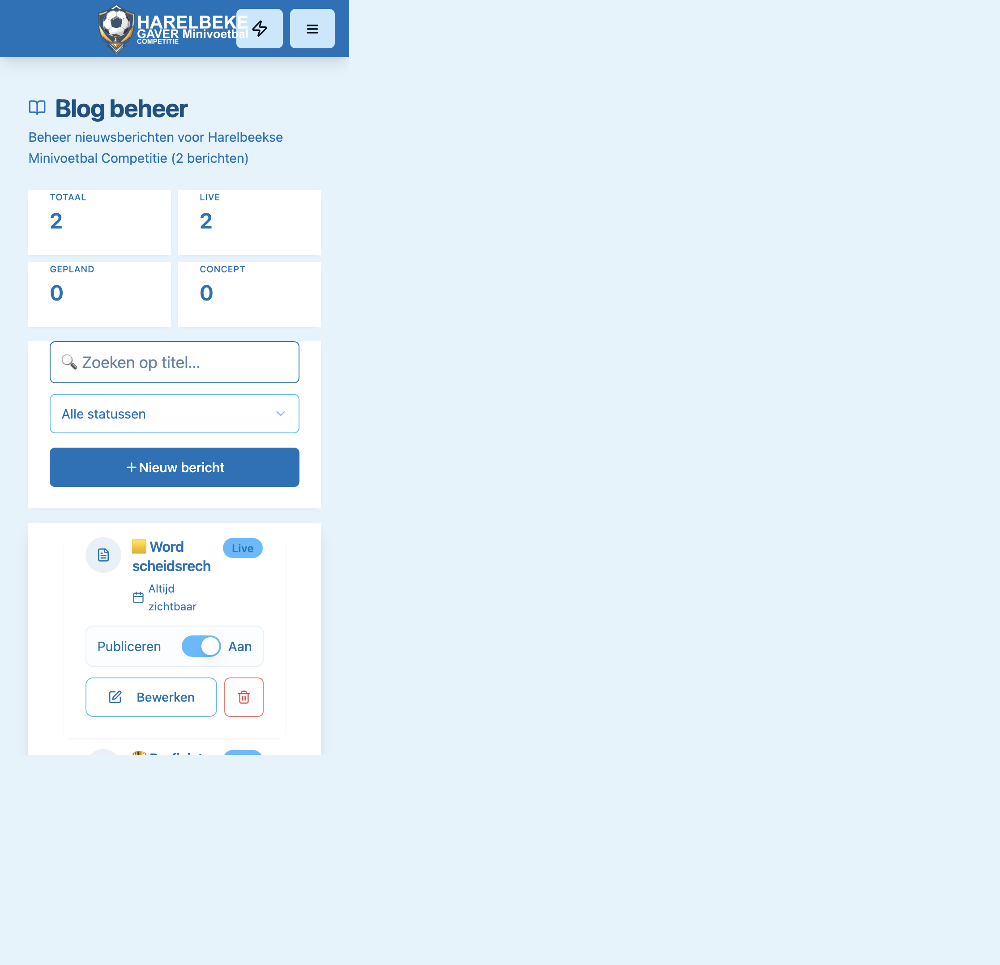 HARELBEKE
GAVER Minivoetbal
COMPETITIE
Blog beheer
Beheer nieuwsberichten voor Harelbeekse
Minivoetbal Competitie (2 berichten)
TOTAAL
2
LIVE
2
GEPLAND
0
CONCEPT
0
Zoeken op titel...
Alle statussen
Nieuw bericht
Word
scheidsrech
Live
Altijd
zichtbaar
Publiceren
Aan
Bewerken